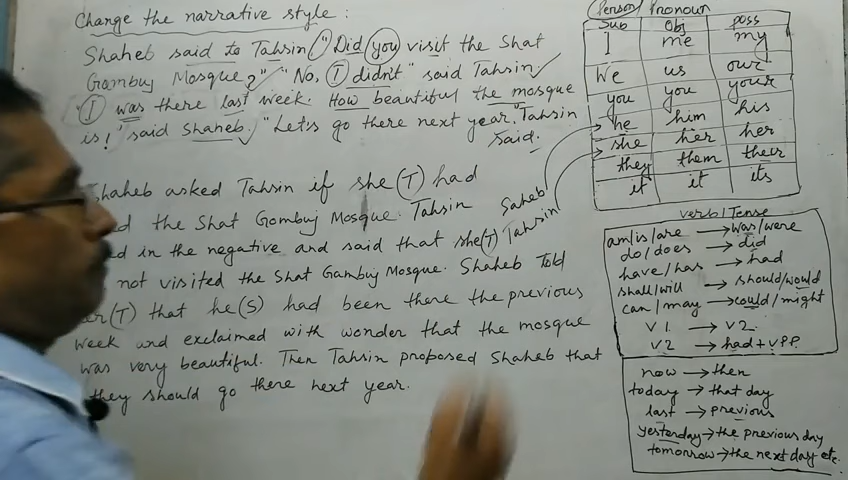 Change the narrative style :
Shaheb said to Tahsin, "Did you visit the Shat
Gambuj Mosque?" "No, I didn't" said Tahsin
"I was there last week. How beautiful the mosque
is!" said Shaheb. "Let's go there next year," Tahsin
said.
Shaheb asked Tahsin if she (T) had
the Shat Gombuj Mosque. Tahsin
in the negative and said that she (T)
not visited the Shat Gambuj Mosque. Shaheb Told
(T) that he (S) had been there the previous
week and exclaimed with wonder that the mosque
was very beautiful. Then Tahsin proposed Shaheb that
they should go there next year.
Shaheb
Tahsin
Person/Pronoun
Sub obj poss
I me my
We us our
you you your
he him his
she her her
they them their
it it its
verb/Tense
am/is/are → was/were
do/does → did
have/has → had
shall/will → should/would
can/may → could/might
V1 → V2
V2 → had+VPP
now → then
today → that day
last → previous
yesterday → the previous day
tomorrow → the next day etc.